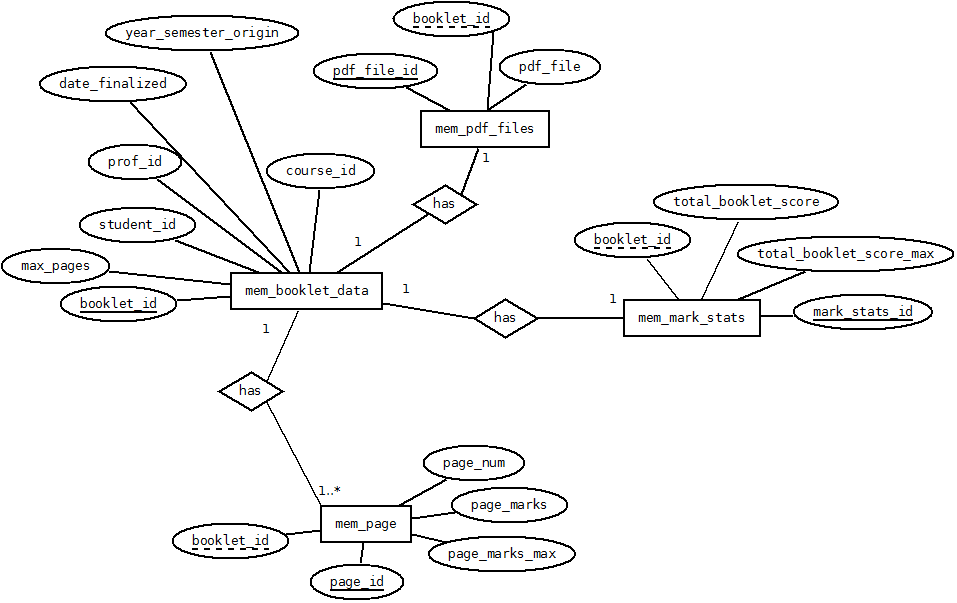 booklet_id
year_semester_origin
pdf_file_id
pdf_file
date_finalized
mem_pdf_files
1
prof_id
course_id
has
total_booklet_score
student_id
booklet_id
1
total_booklet_score_max
max_pages
mem_booklet_data
1
1
booklet_id
has
mem_mark_stats
mark_stats_id
1
has
page_num
1..*
page_marks
mem_page
booklet_id
page_marks_max
page_id